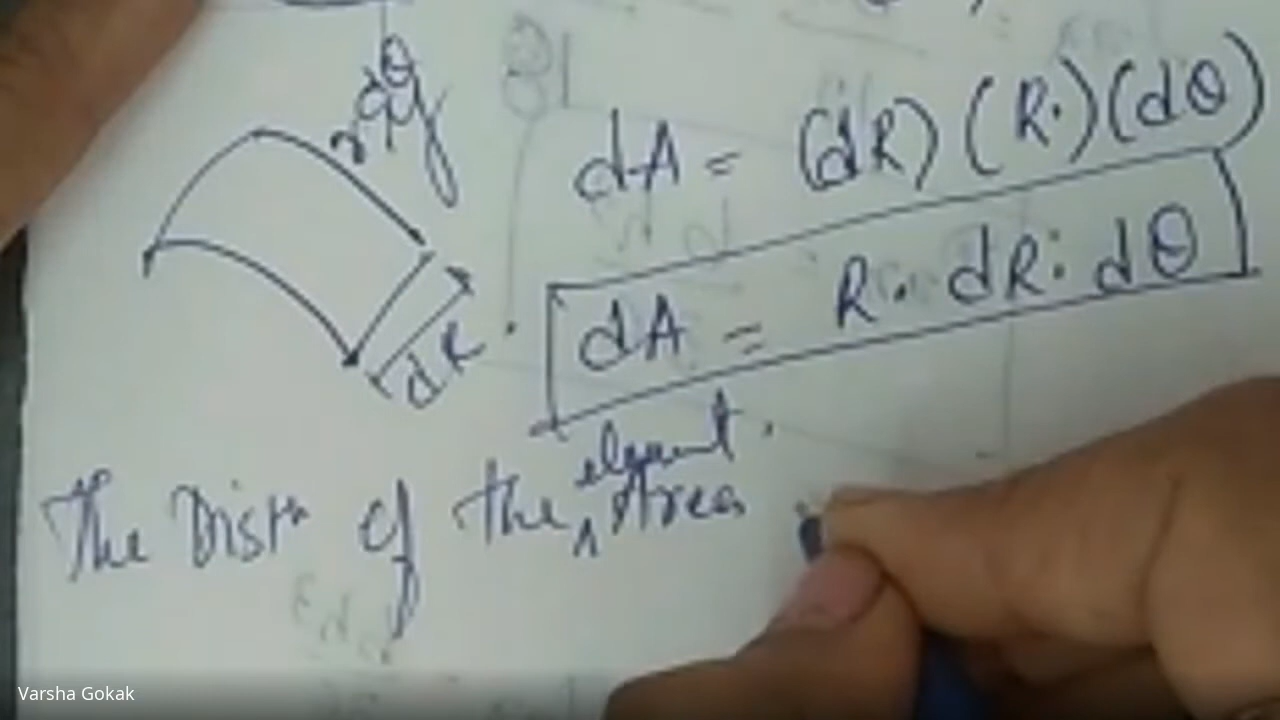 rdθ
dA = (dR) (R.)(dθ)
dA = R. dR. dθ
dR.
element.
The Distn of the ^ Area
Varsha Gokak